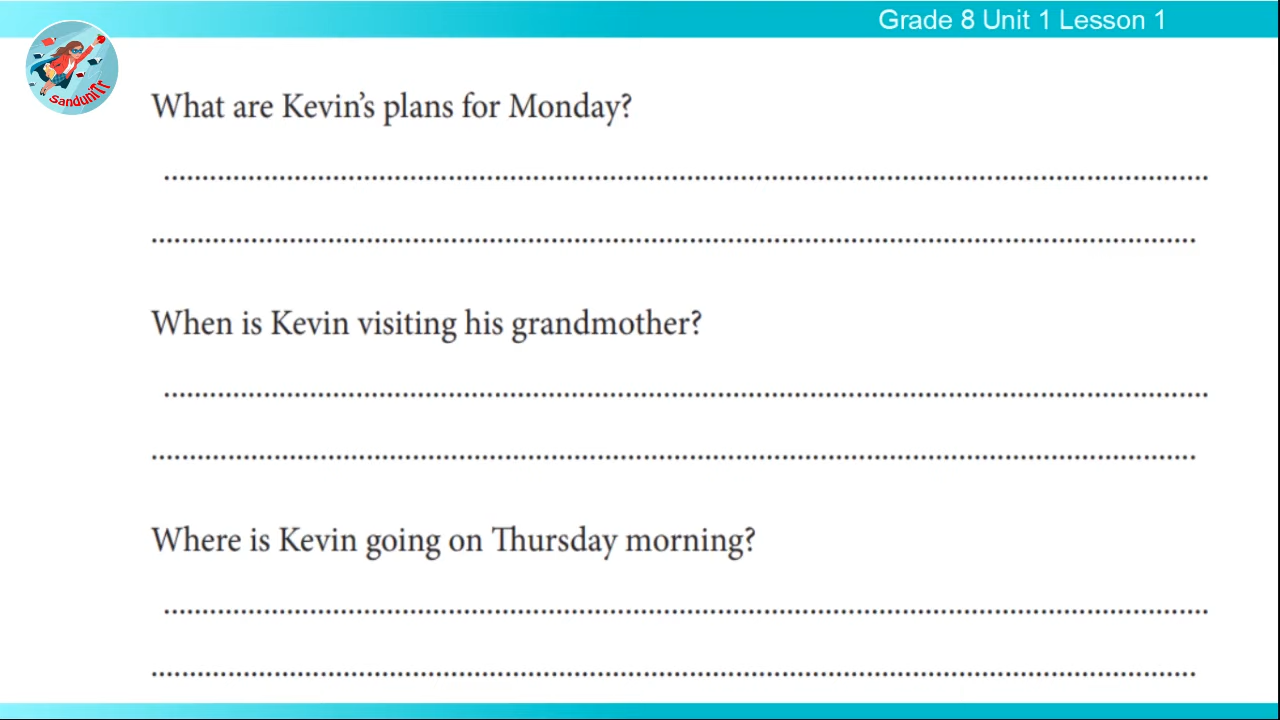 Grade 8 Unit 1 Lesson 1
SanduniTr
What are Kevin's plans for Monday?
When is Kevin visiting his grandmother?
Where is Kevin going on Thursday morning?